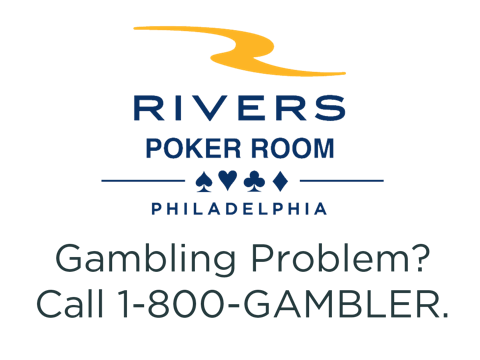 RIVERS
POKER ROOM
PHILADELPHIA
Gambling Problem?
Call 1-800-GAMBLER.